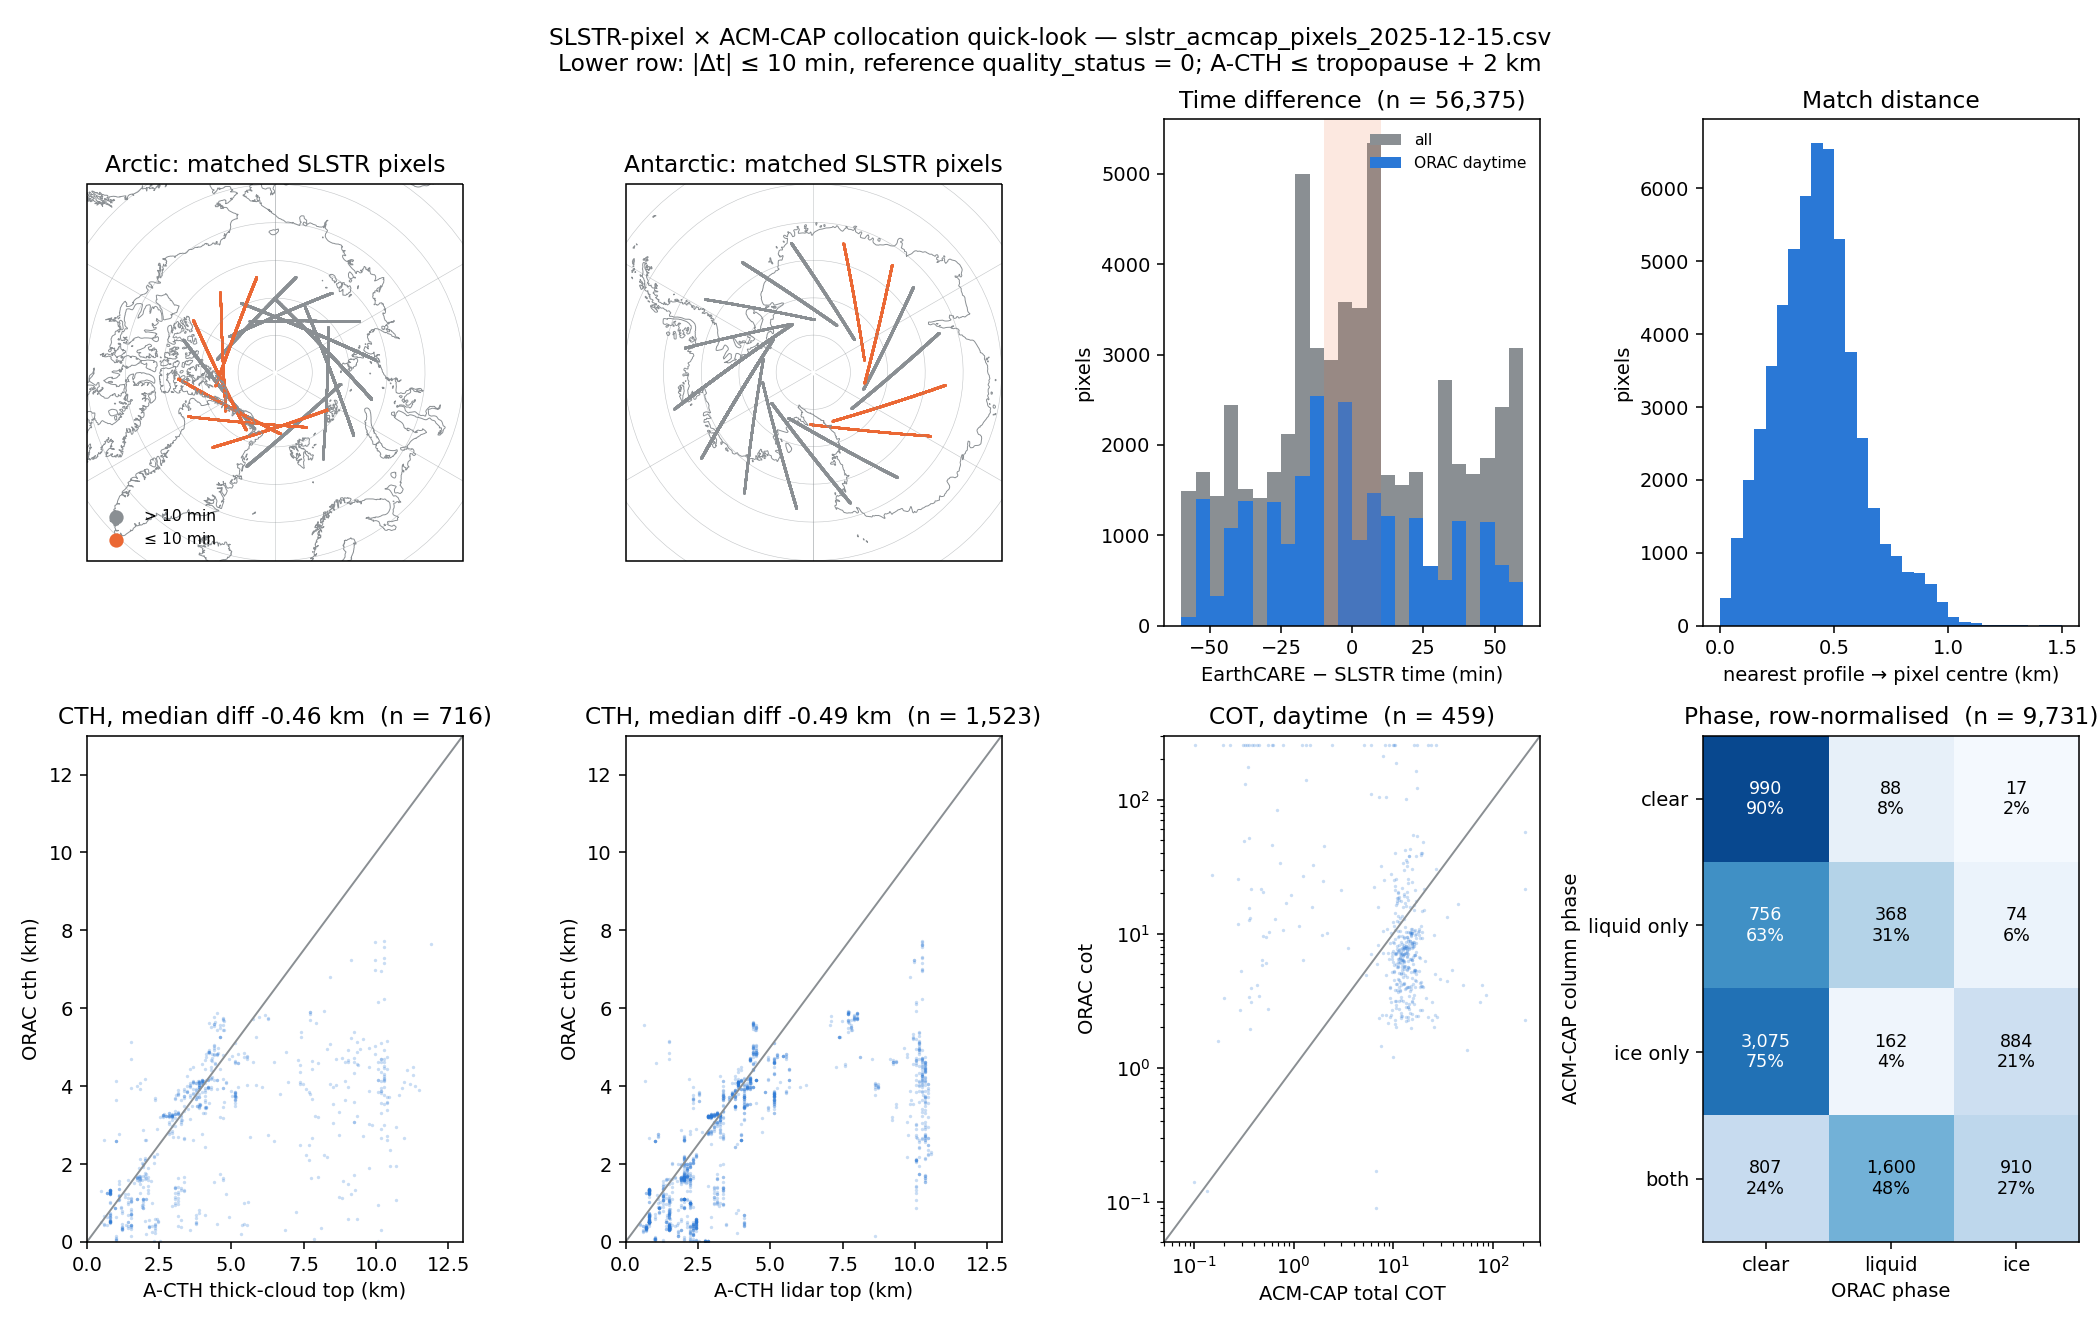 SLSTR-pixel × ACM-CAP collocation quick-look — slstr_acmcap_pixels_2025-12-15.csv
Lower row: |Δt| ≤ 10 min, reference quality_status = 0; A-CTH ≤ tropopause + 2 km
Arctic: matched SLSTR pixels
> 10 min
≤ 10 min
Antarctic: matched SLSTR pixels
Time difference (n = 56,375)
all
ORAC daytime
pixels
5000
4000
3000
2000
1000
0
−50
−25
0
25
50
EarthCARE − SLSTR time (min)
Match distance
pixels
6000
5000
4000
3000
2000
1000
0
0.0
0.5
1.0
1.5
nearest profile → pixel centre (km)
CTH, median diff -0.46 km (n = 716)
ORAC cth (km)
12
10
8
6
4
2
0
0.0
2.5
5.0
7.5
10.0
12.5
A-CTH thick-cloud top (km)
CTH, median diff -0.49 km (n = 1,523)
ORAC cth (km)
12
10
8
6
4
2
0
0.0
2.5
5.0
7.5
10.0
12.5
A-CTH lidar top (km)
COT, daytime (n = 459)
ORAC cot
10²
10¹
10⁰
10⁻¹
10⁻¹
10⁰
10¹
10²
ACM-CAP total COT
Phase, row-normalised (n = 9,731)
ACM-CAP column phase
clear
990
90%
88
8%
17
2%
liquid only
756
63%
368
31%
74
6%
ice only
3,075
75%
162
4%
884
21%
both
807
24%
1,600
48%
910
27%
clear
liquid
ice
ORAC phase